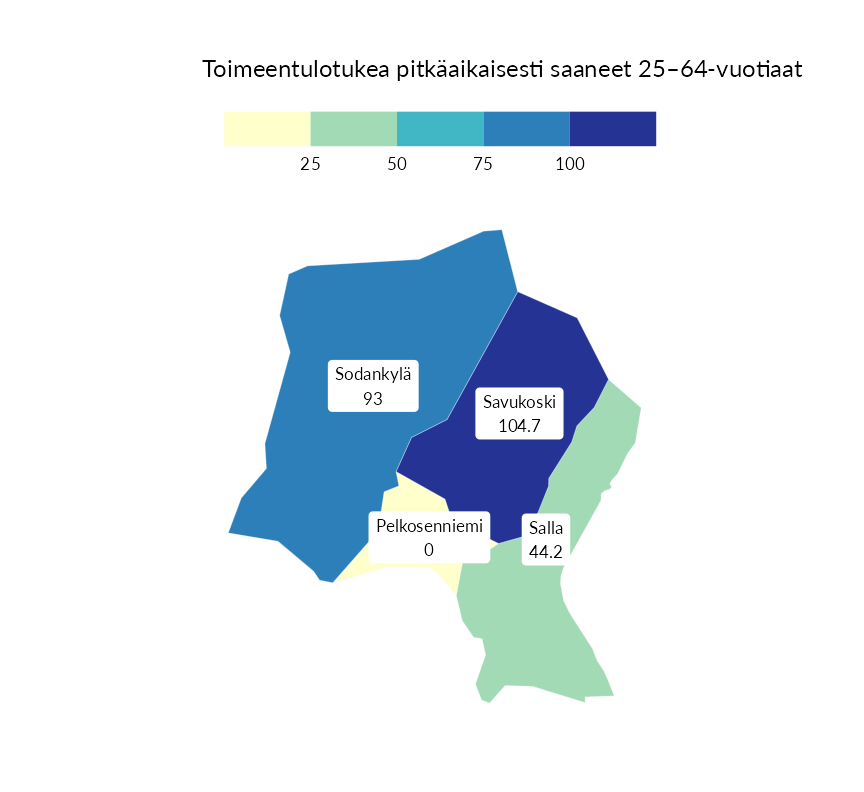 Toimeentulotukea pitkäaikaisesti saaneet 25–64-vuotiaat
25 50 75 100
Sodankylä
93
Savukoski
104.7
Pelkosenniemi
0
Salla
44.2